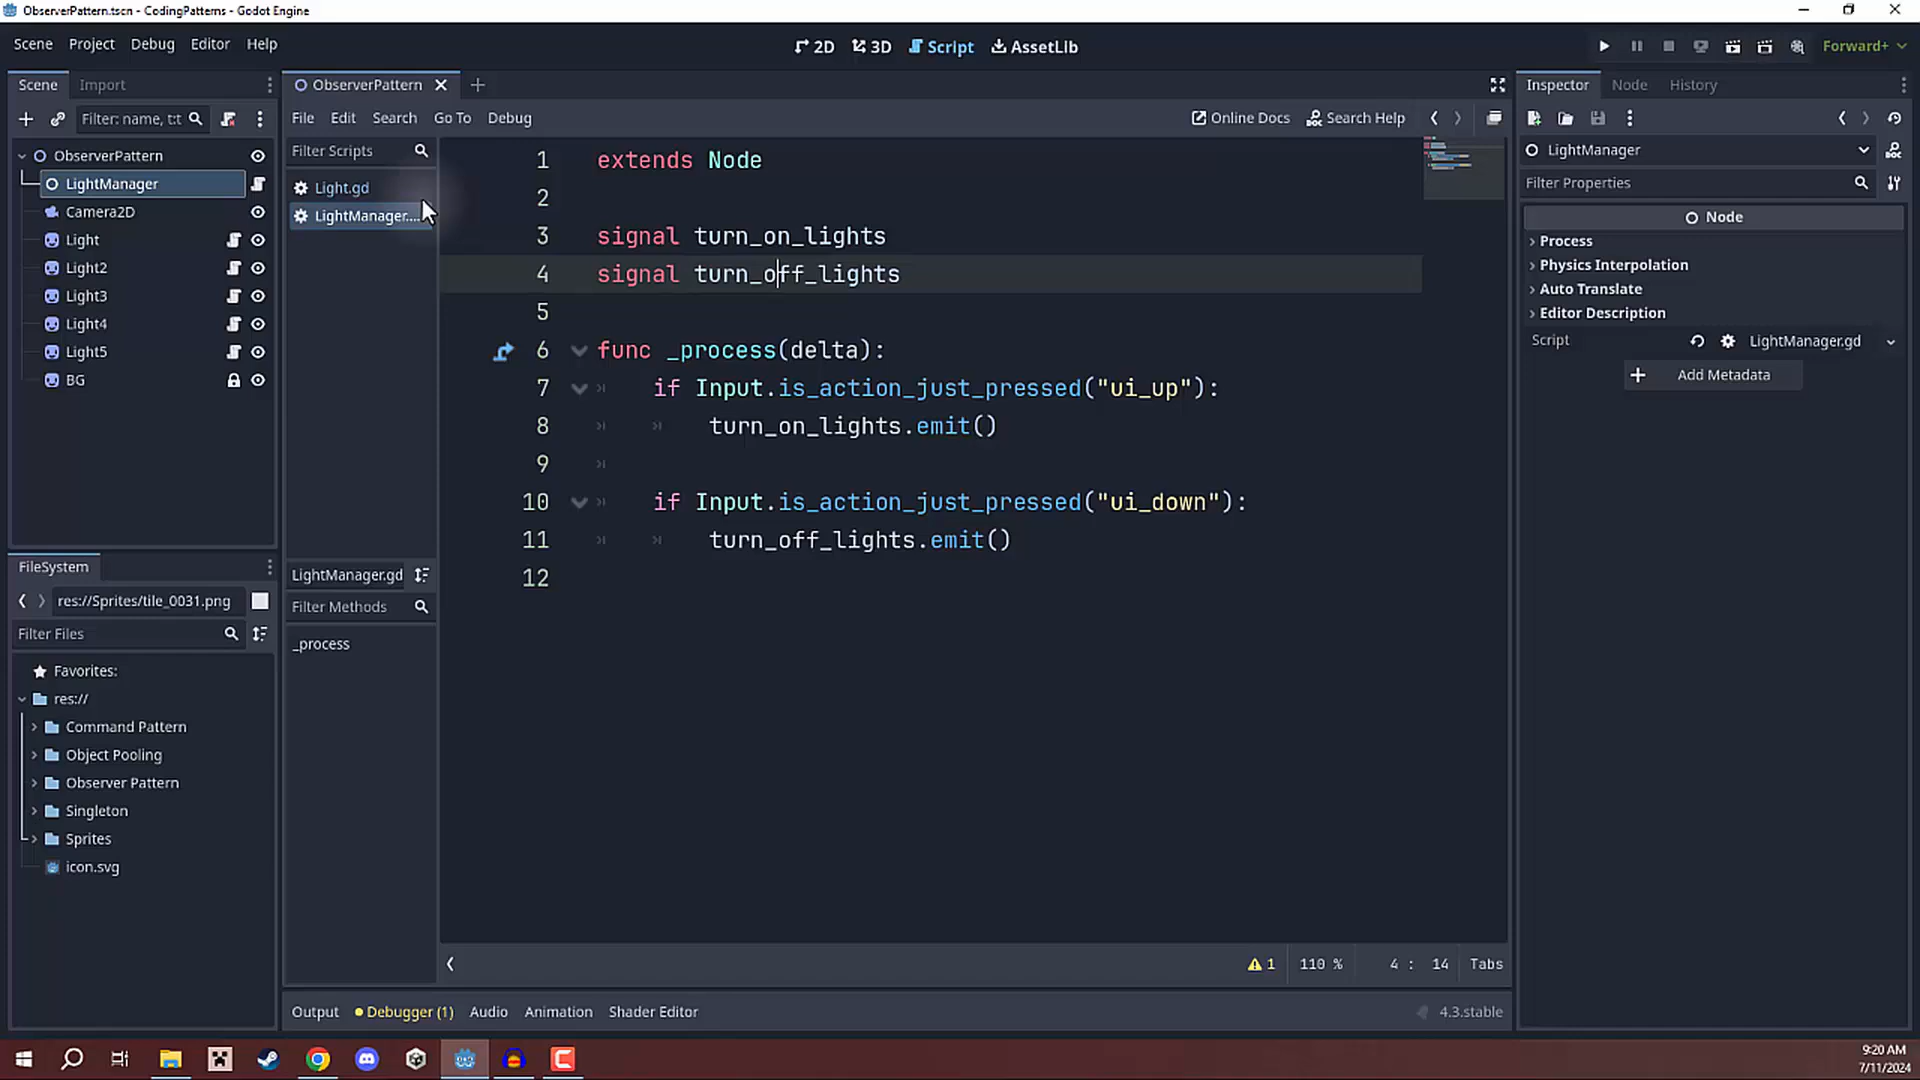 ObserverPattern.tscn - CodingPatterns - Godot Engine
Scene Project Debug Editor Help
2D 3D Script AssetLib
Forward+
Scene Import
Filter: name, t:t
ObserverPattern
LightManager
Camera2D
Light
Light2
Light3
Light4
Light5
BG
FileSystem
res://Sprites/tile_0031.png
Filter Files
Favorites:
res://
Command Pattern
Object Pooling
Observer Pattern
Singleton
Sprites
icon.svg
ObserverPattern
File Edit Search Go To Debug
Online Docs Search Help
Filter Scripts
Light.gd
LightManager....
LightManager.gd
Filter Methods
_process
1 extends Node
2
3 signal turn_on_lights
4 signal turn_off_lights
5
6 func _process(delta):
7 if Input.is_action_just_pressed("ui_up"):
8 turn_on_lights.emit()
9
10 if Input.is_action_just_pressed("ui_down"):
11 turn_off_lights.emit()
12
1 110 % 4 : 14 Tabs
Output Debugger (1) Audio Animation Shader Editor
4.3.stable
Inspector Node History
LightManager
Filter Properties
Node
Process
Physics Interpolation
Auto Translate
Editor Description
Script LightManager.gd
Add Metadata
9:20 AM
7/11/2024